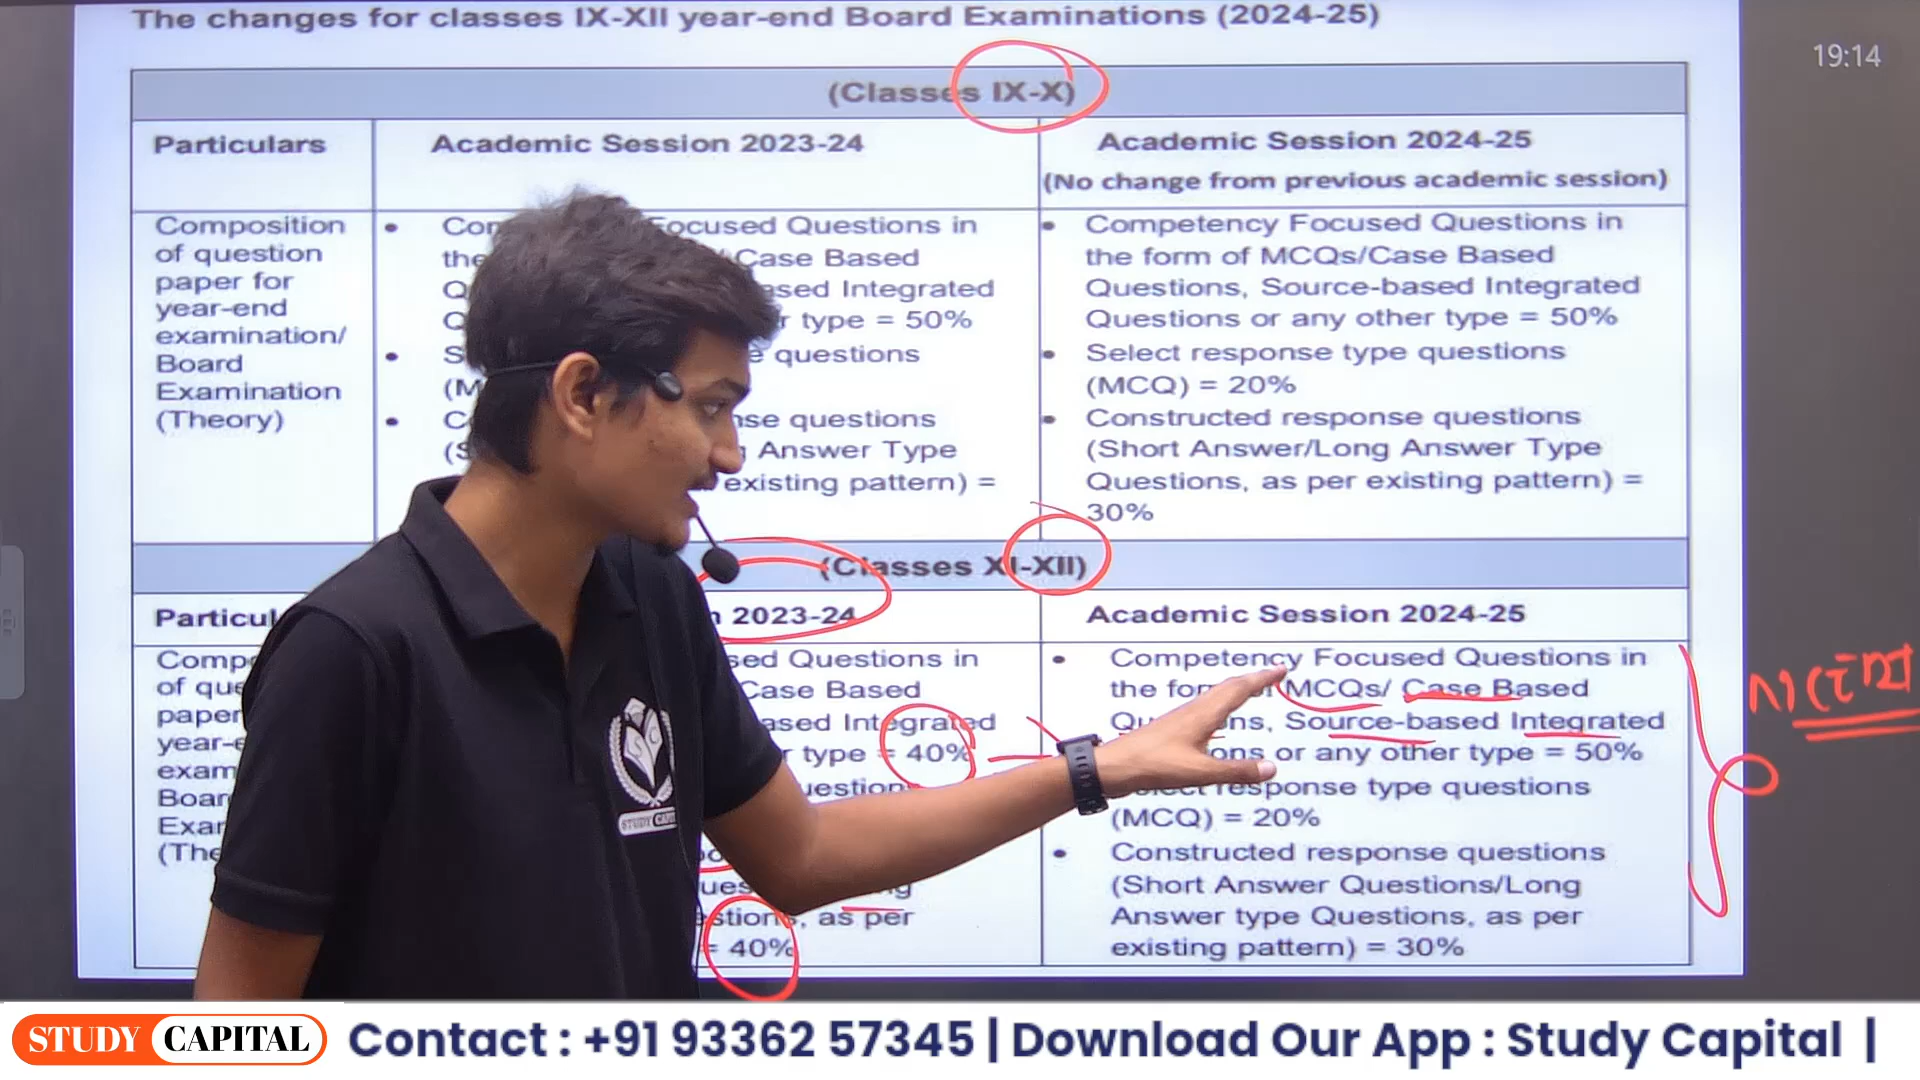 The changes for classes IX-XII year-end Board Examinations (2024-25)
19:14
(Classes IX-X)
Particulars
Academic Session 2023-24
Academic Session 2024-25
(No change from previous academic session)
Composition
of question
paper for
year-end
examination/
Board
Examination
(Theory)
Focused Questions in
Case Based
Integrated
type = 50%
questions
questions
Answer Type
existing pattern) =
• Competency Focused Questions in
the form of MCQs/Case Based
Questions, Source-based Integrated
Questions or any other type = 50%
• Select response type questions
(MCQ) = 20%
• Constructed response questions
(Short Answer/Long Answer Type
Questions, as per existing pattern) =
30%
(Classes XI-XII)
2023-24
Academic Session 2024-25
Questions in
Case Based
Integrated
type = 40%
as per
= 40%
• Competency Focused Questions in
the MCQs/ Case Based
Source-based Integrated
or any other type = 50%
response type questions
(MCQ) = 20%
• Constructed response questions
(Short Answer Questions/Long
Answer type Questions, as per
existing pattern) = 30%
STUDY CAPITAL
Contact : +91 93362 57345 | Download Our App : Study Capital |